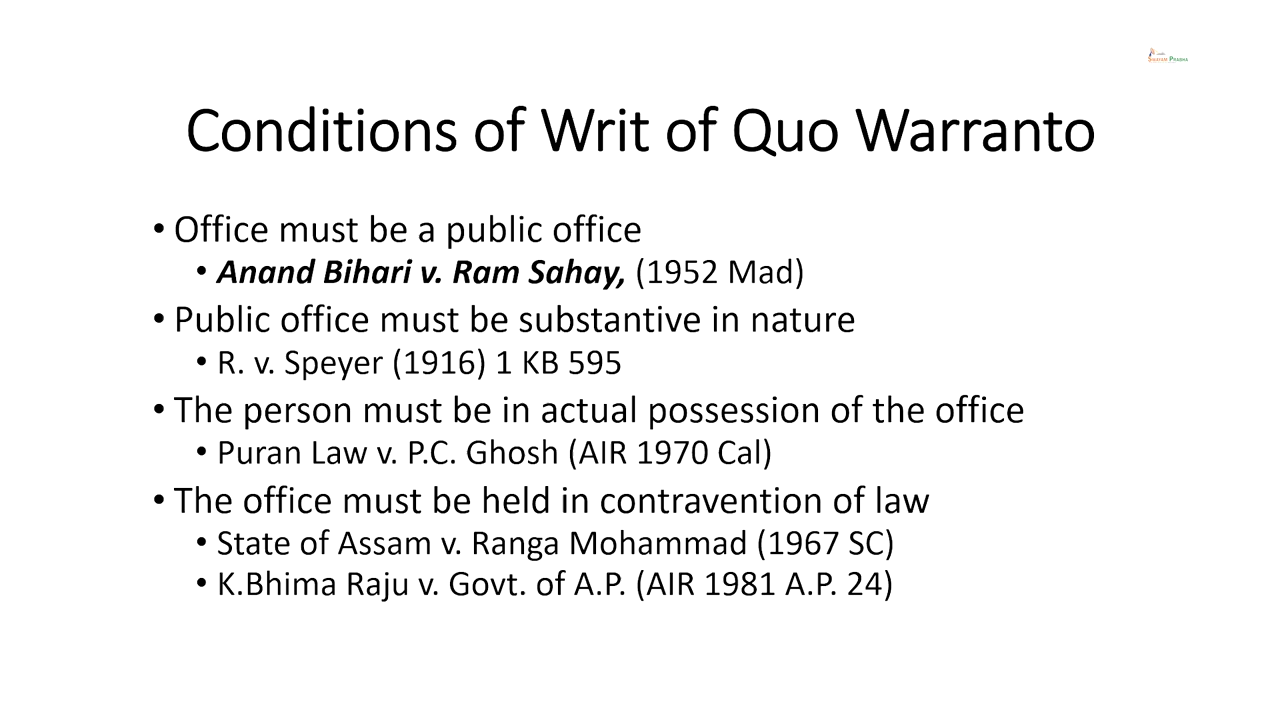 SWAYAM PRABHA
Conditions of Writ of Quo Warranto
• Office must be a public office
• Anand Bihari v. Ram Sahay, (1952 Mad)
• Public office must be substantive in nature
• R. v. Speyer (1916) 1 KB 595
• The person must be in actual possession of the office
• Puran Law v. P.C. Ghosh (AIR 1970 Cal)
• The office must be held in contravention of law
• State of Assam v. Ranga Mohammad (1967 SC)
• K.Bhima Raju v. Govt. of A.P. (AIR 1981 A.P. 24)